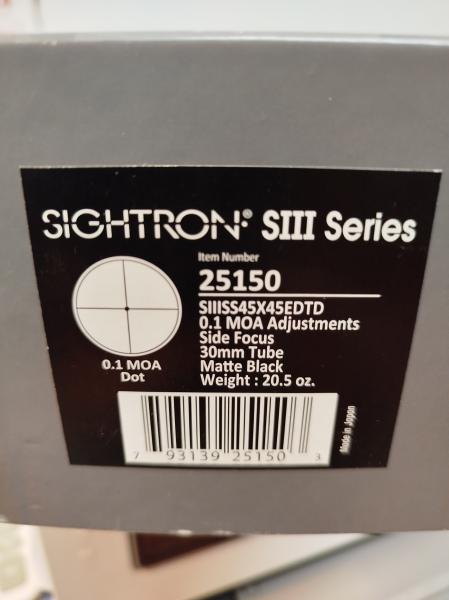 SIGHTRON® SIII Series
Item Number
25150
SIIISS45X45EDTD
0.1 MOA Adjustments
Side Focus
30mm Tube
Matte Black
Weight : 20.5 oz.
0.1 MOA
Dot
7 93139 25150 3
Made in Japan